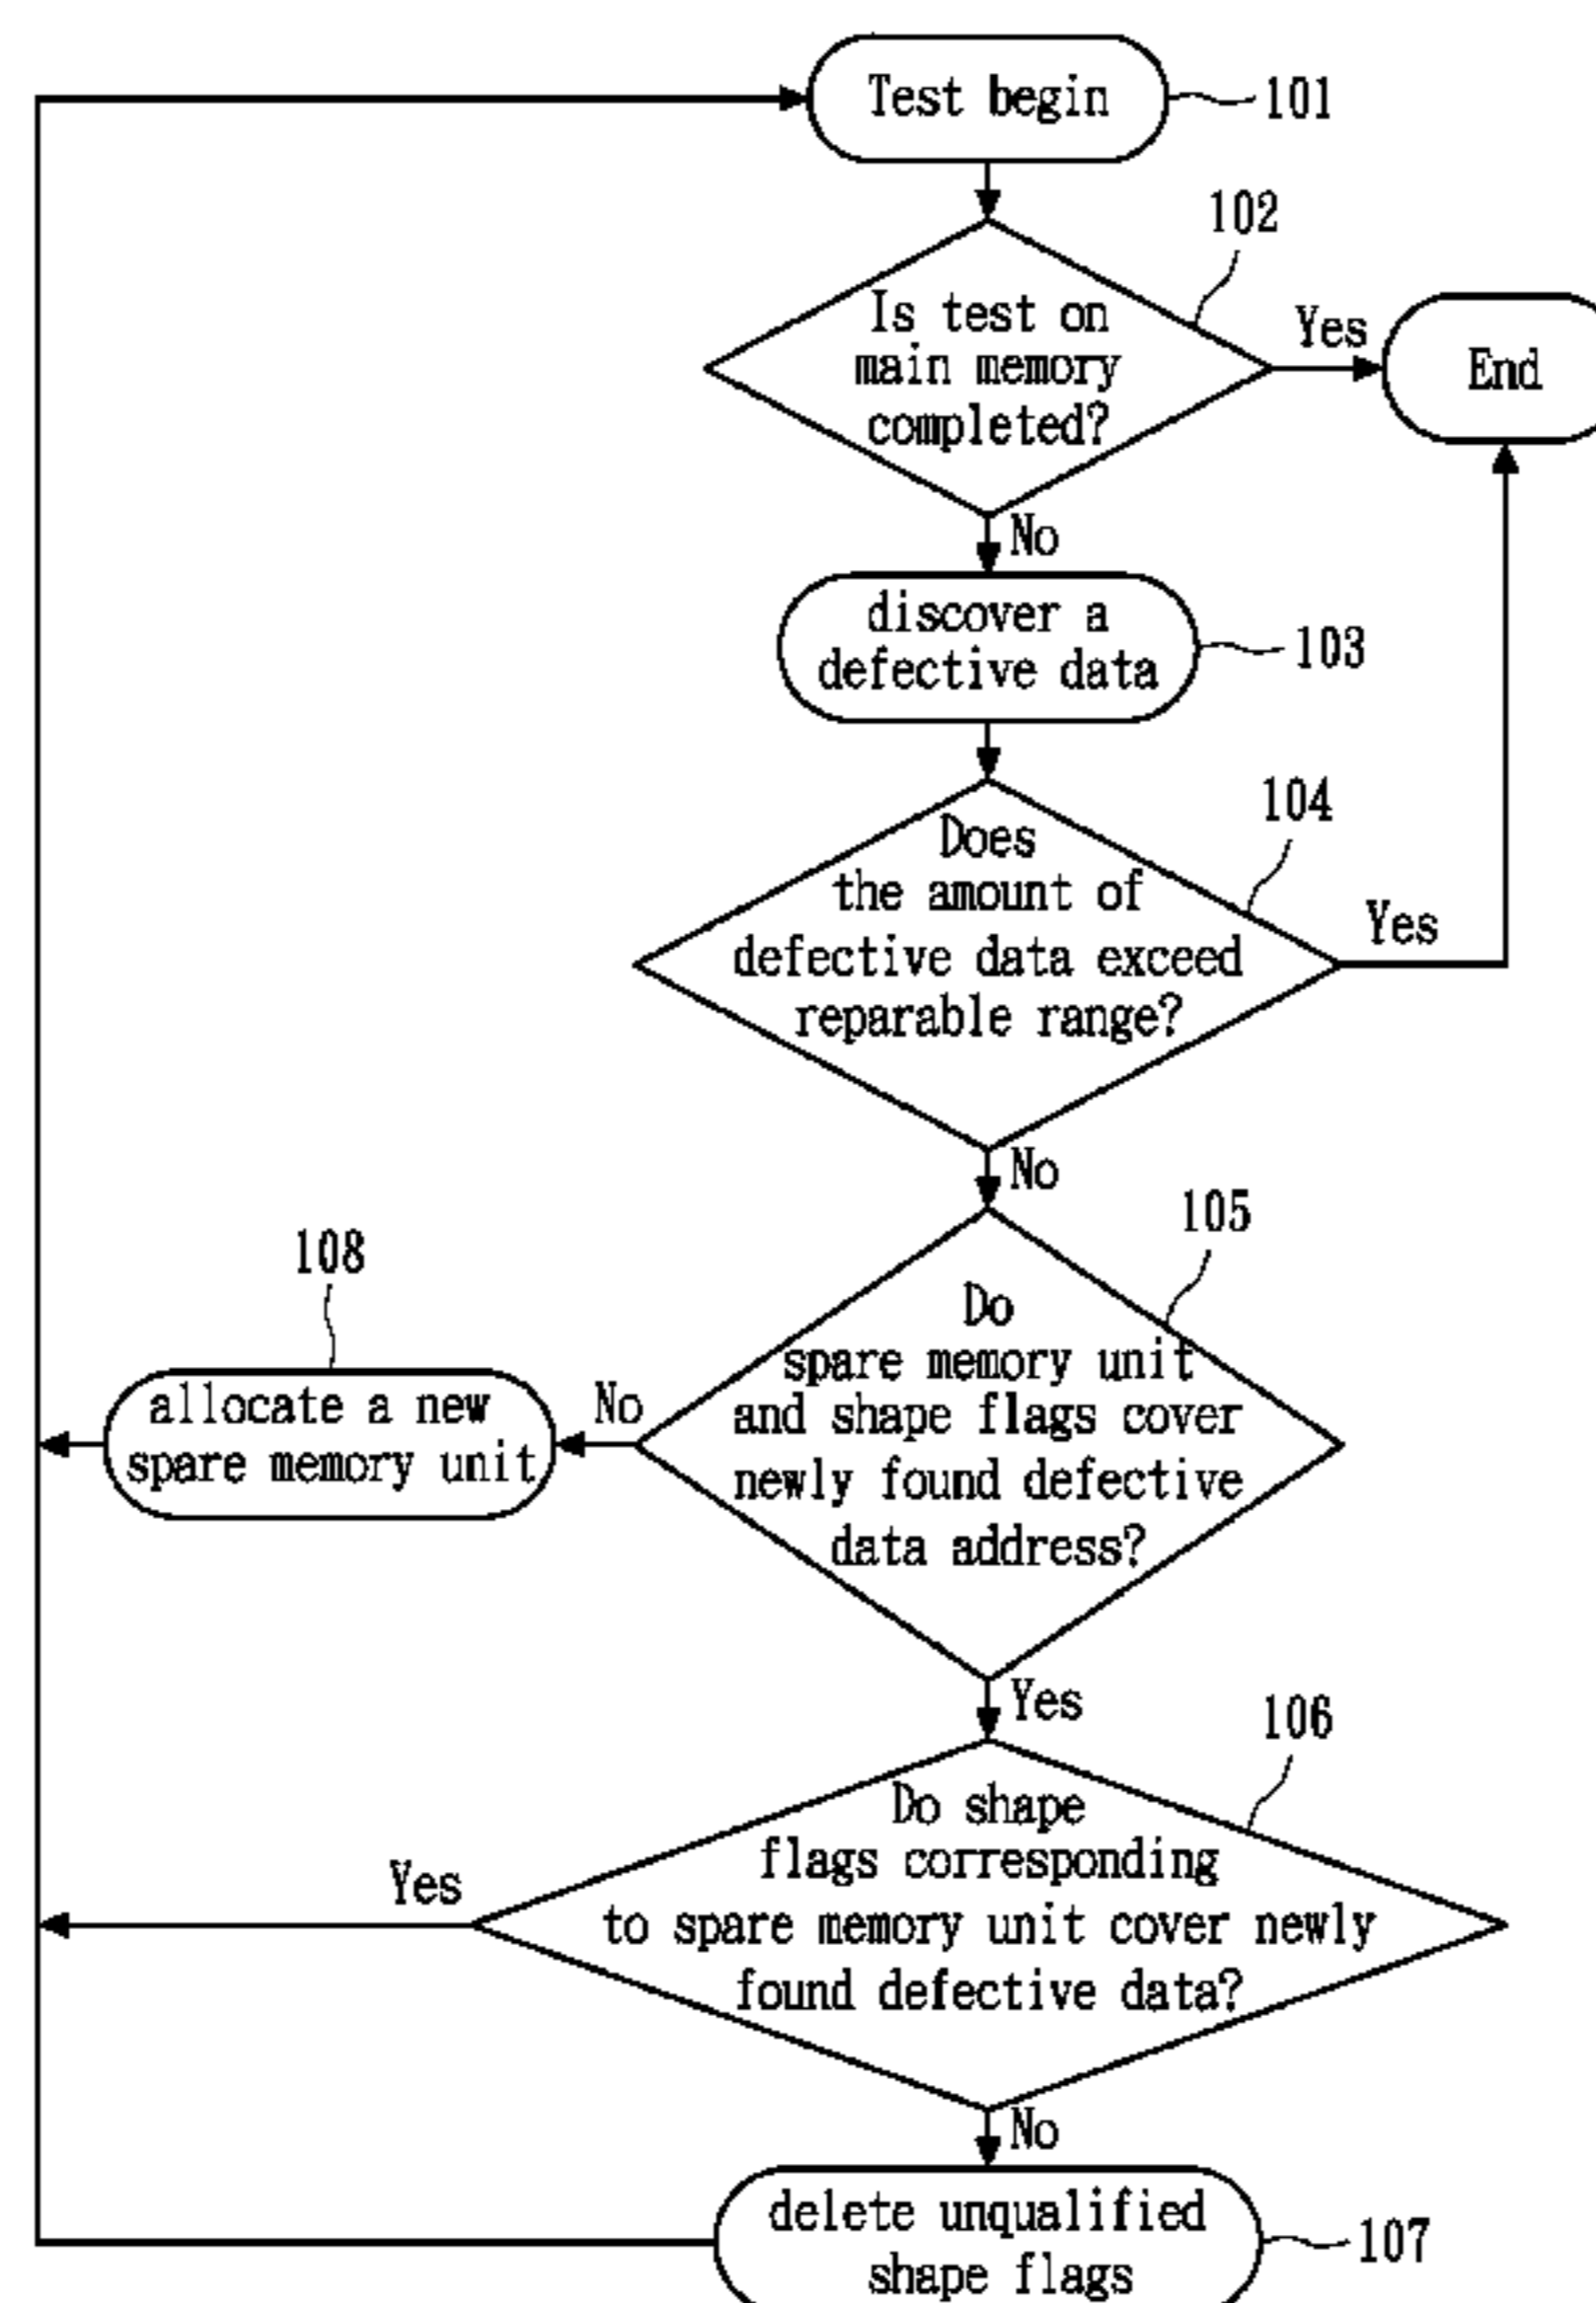 Test begin
101
102
Is test on
main memory
completed?
Yes
End
No
discover a
defective data
103
104
Does
the amount of
defective data exceed
reparable range?
Yes
No
105
108
Do
spare memory unit
and shape flags cover
newly found defective
data address?
No
allocate a new
spare memory unit
Yes
106
Do shape
flags corresponding
to spare memory unit cover newly
found defective data?
Yes
No
delete unqualified
shape flags
107